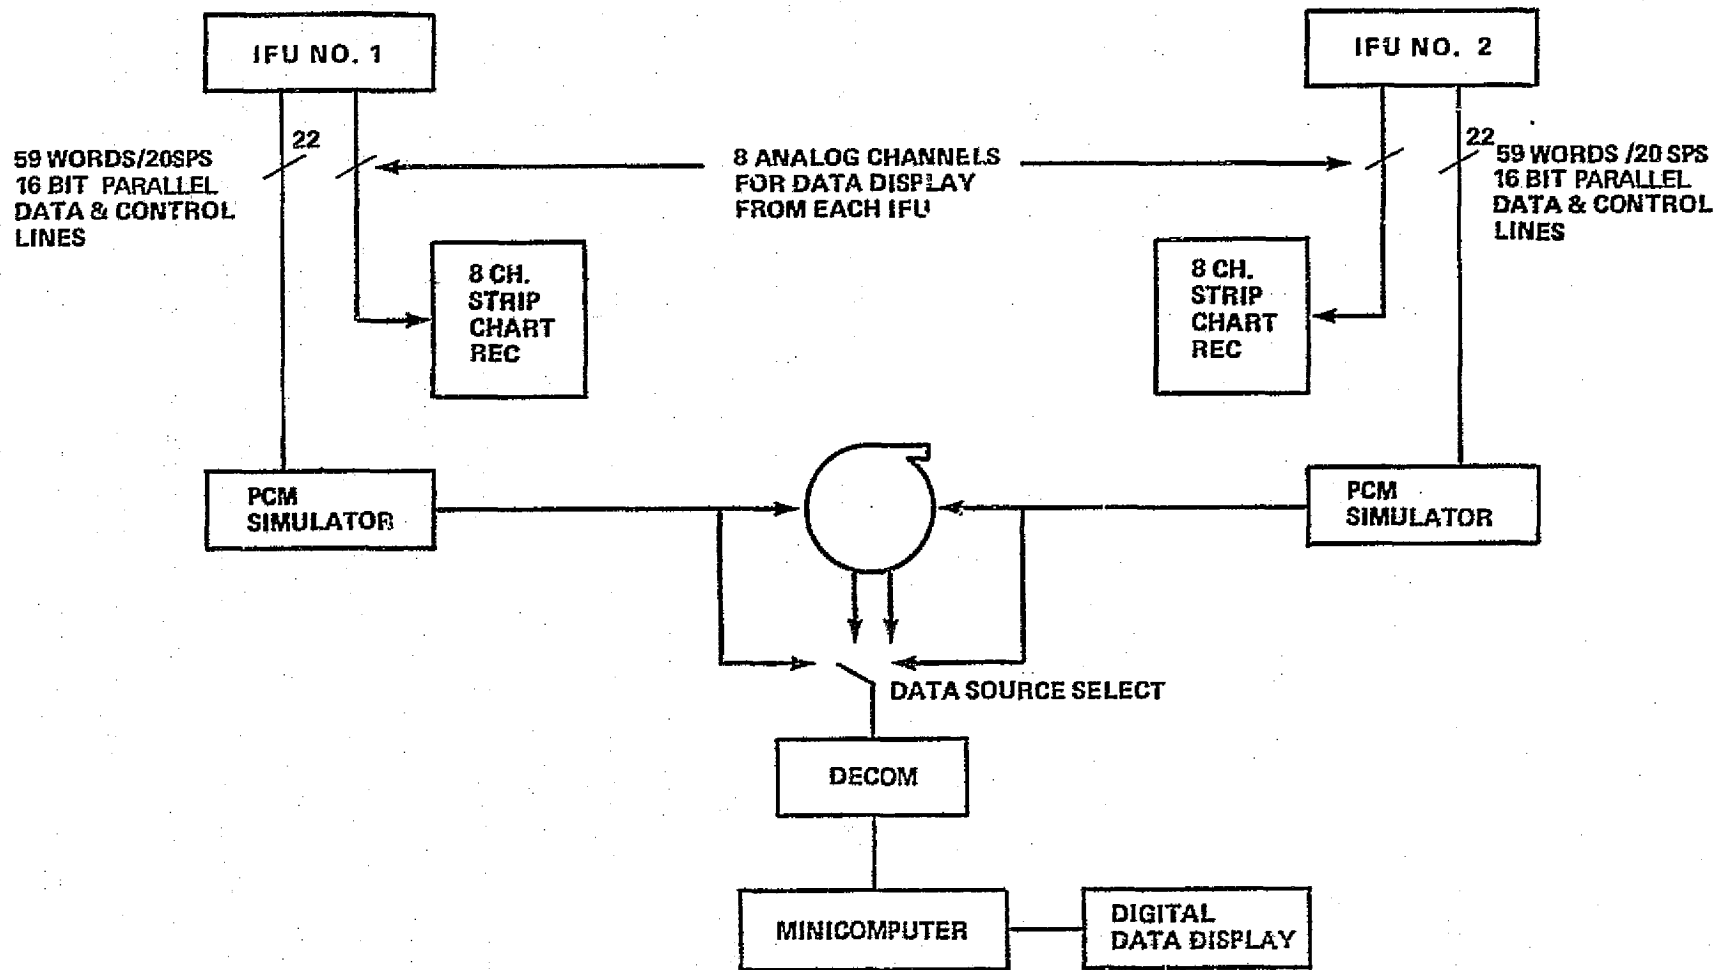 IFU NO. 1
IFU NO. 2
22
59 WORDS/20SPS
16 BIT PARALLEL
DATA & CONTROL
LINES
8 ANALOG CHANNELS
FOR DATA DISPLAY
FROM EACH IFU
22
59 WORDS /20 SPS
16 BIT PARALLEL
DATA & CONTROL
LINES
8 CH.
STRIP
CHART
REC
8 CH.
STRIP
CHART
REC
PCM
SIMULATOR
PCM
SIMULATOR
DATA SOURCE SELECT
DECOM
MINICOMPUTER
DIGITAL
DATA DISPLAY